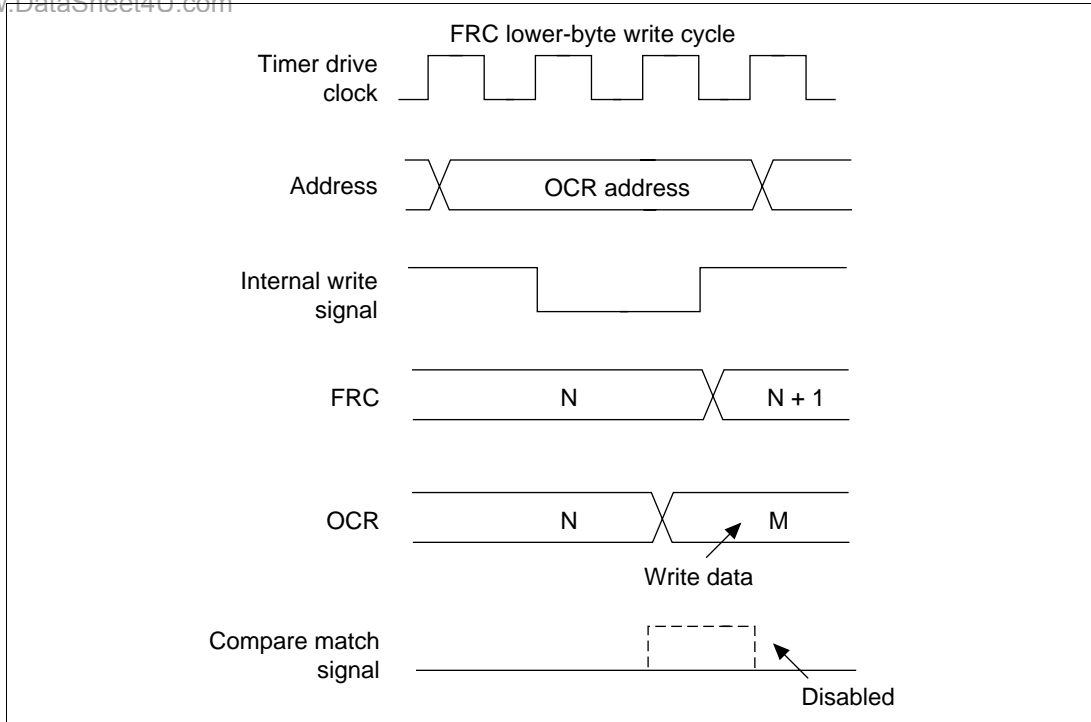 w.DataSheet4U.com
FRC lower-byte write cycle
Timer drive
clock
Address
OCR address
Internal write
signal
FRC
N
N + 1
OCR
N
M
Write data
Compare match
signal
Disabled